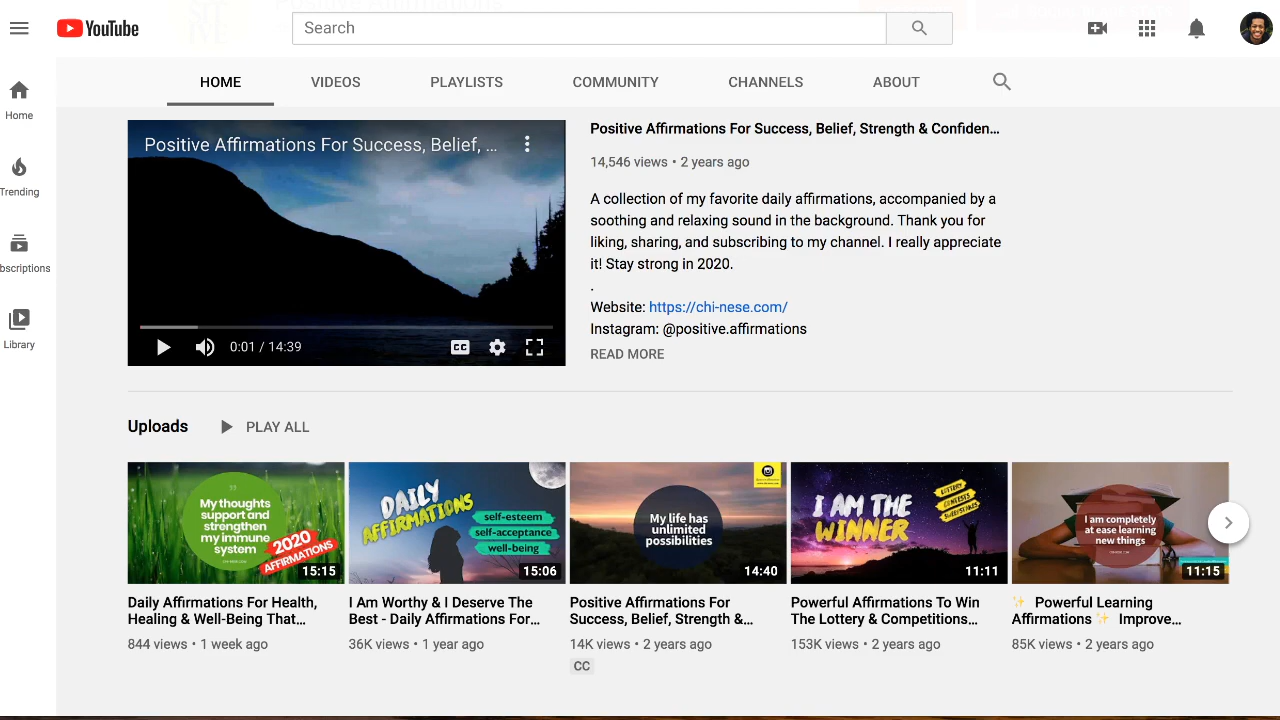 YouTube
Search
Home
Trending
bscriptions
Library
HOME
VIDEOS
PLAYLISTS
COMMUNITY
CHANNELS
ABOUT
Positive Affirmations For Success, Belief, ...
0:01 / 14:39
CC
Positive Affirmations For Success, Belief, Strength & Confiden...
14,546 views • 2 years ago
A collection of my favorite daily affirmations, accompanied by a
soothing and relaxing sound in the background. Thank you for
liking, sharing, and subscribing to my channel. I really appreciate
it! Stay strong in 2020.
.
Website: https://chi-nese.com/
Instagram: @positive.affirmations
READ MORE
Uploads
PLAY ALL
My thoughts
support and
strengthen
my immune
system
2020
AFFIRMATIONS
15:15
Daily Affirmations For Health,
Healing & Well-Being That...
844 views • 1 week ago
DAILY
AFFIRMATIONS
self-esteem
self-acceptance
well-being
15:06
I Am Worthy & I Deserve The
Best - Daily Affirmations For...
36K views • 1 year ago
My life has
unlimited
possibilities
14:40
Positive Affirmations For
Success, Belief, Strength &...
14K views • 2 years ago
CC
I AM THE
WINNER
LOTTERY
CONTESTS
SWEEPSTAKES
11:11
Powerful Affirmations To Win
The Lottery & Competitions...
153K views • 2 years ago
I am completely
at ease learning
new things
11:15
✨ Powerful Learning
Affirmations ✨ Improve...
85K views • 2 years ago